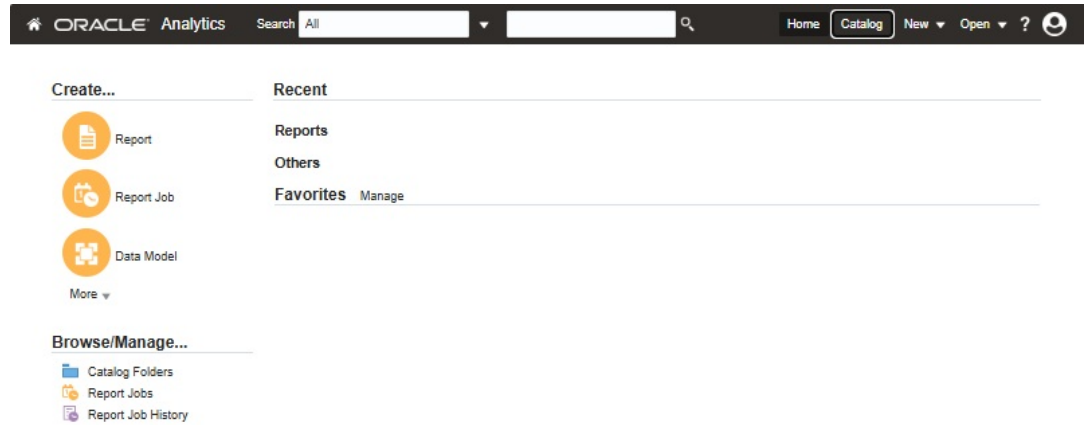 ORACLE Analytics Search All Home Catalog New Open ?
Create...
Report
Report Job
Data Model
More
Browse/Manage...
Catalog Folders
Report Jobs
Report Job History
Recent
Reports
Others
Favorites Manage